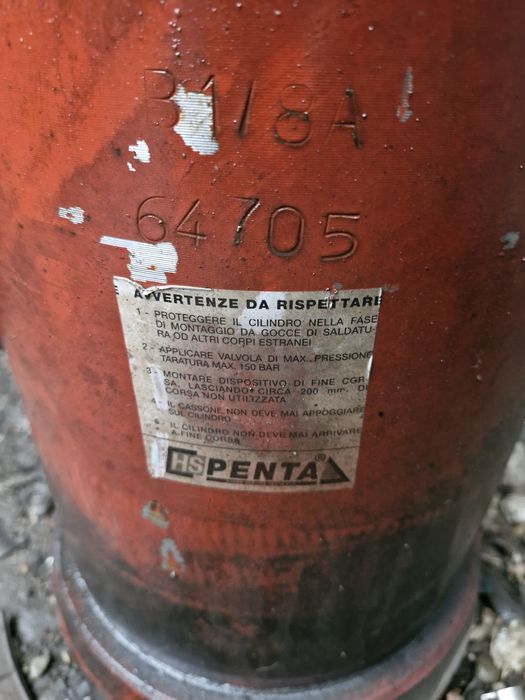 B1/8A
64705
AVVERTENZE DA RISPETTARE
1 - PROTEGGERE IL CILINDRO NELLA FASE
DI MONTAGGIO DA GOCCE DI SALDATU-
RA OD ALTRI CORPI ESTRANEI
2 - APPLICARE VALVOLA DI MAX. PRESSIONE
TARATURA MAX. 150 BAR
3 - MONTARE DISPOSITIVO DI FINE COR-
SA, LASCIANDO CIRCA 200 mm. DI
CORSA NON UTILIZZATA
4 - IL CASSONE NON DEVE MAI APPOGGIARE
SUL CILINDRO
5 - IL CILINDRO NON DEVE MAI ARRIVARE
A FINE CORSA
HS PENTA®